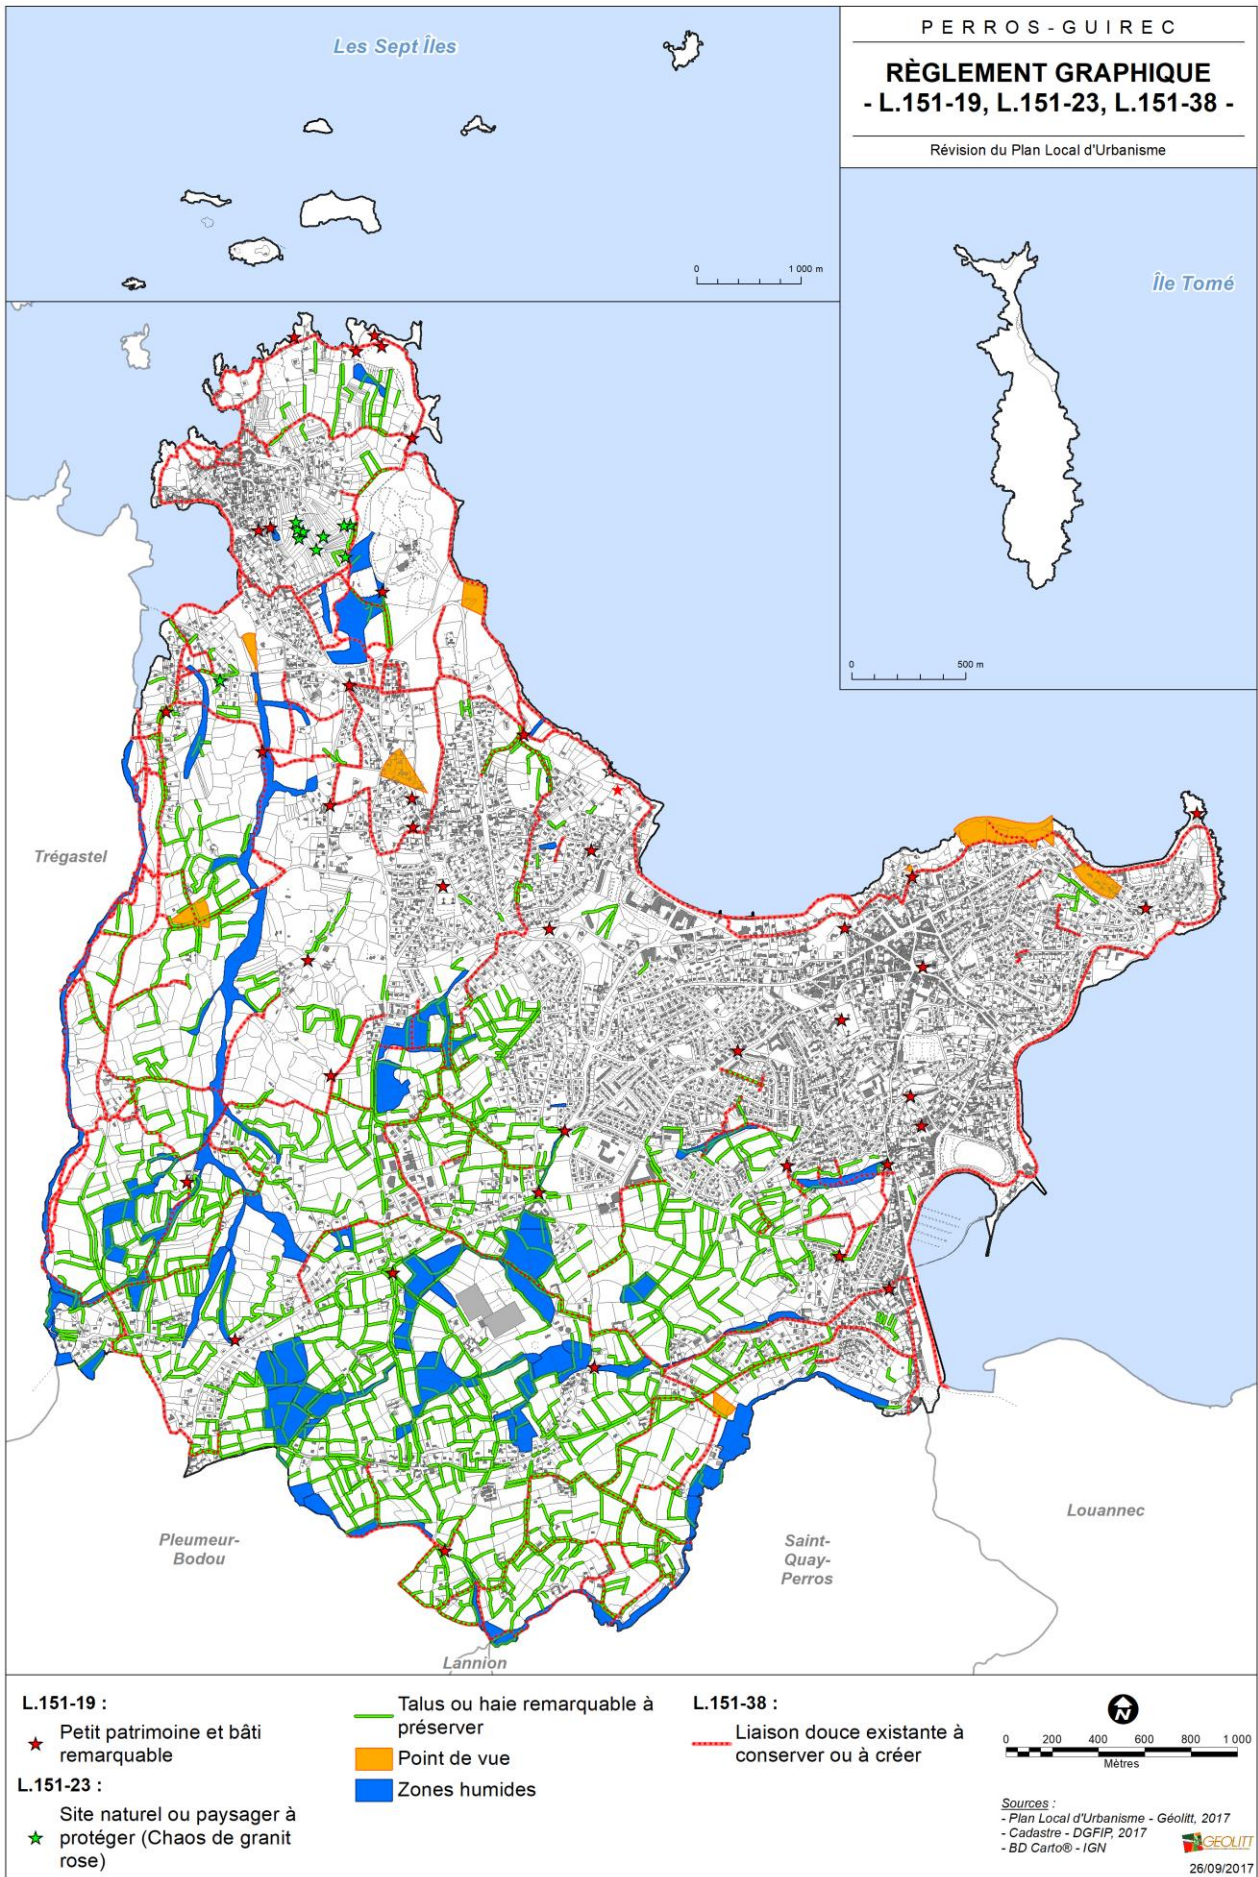 PERROS-GUIREC
RÈGLEMENT GRAPHIQUE
- L.151-19, L.151-23, L.151-38 -
Révision du Plan Local d'Urbanisme
Les Sept Îles
0 1 000 m
Île Tomé
0 500 m
Trégastel
Pleumeur-
Bodou
Lannion
Saint-
Quay-
Perros
Louannec
L.151-19 :
Petit patrimoine et bâti
remarquable
L.151-23 :
Site naturel ou paysager à
protéger (Chaos de granit
rose)
Talus ou haie remarquable à
préserver
Point de vue
Zones humides
L.151-38 :
Liaison douce existante à
conserver ou à créer
N
0 200 400 600 800 1 000
Mètres
Sources :
- Plan Local d'Urbanisme - Géolitt, 2017
- Cadastre - DGFIP, 2017
- BD Carto® - IGN
GEOLITT
26/09/2017